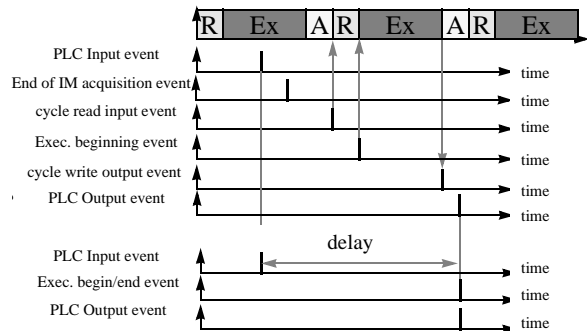 R Ex A R Ex A R Ex
PLC Input event
time
End of IM acquisition event
time
cycle read input event
time
Exec. beginning event
time
cycle write output event
time
PLC Output event
time
delay
PLC Input event
time
Exec. begin/end event
time
PLC Output event
time